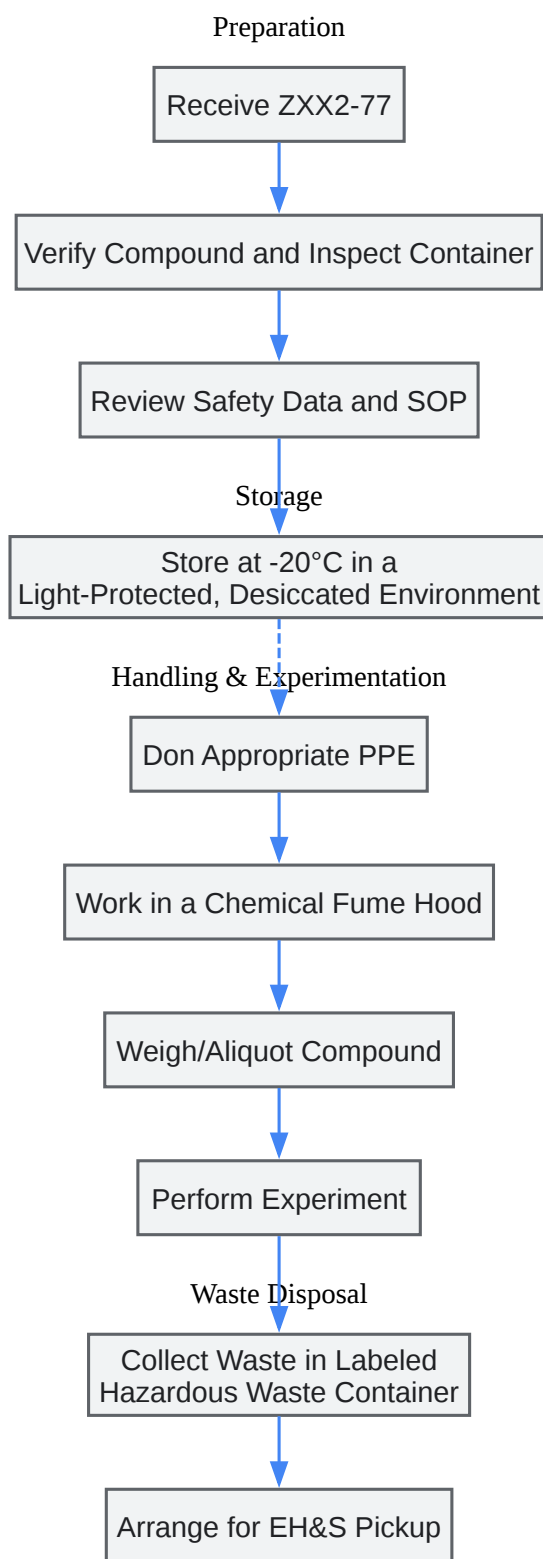 Preparation
Receive ZXX2-77
Verify Compound and Inspect Container
Review Safety Data and SOP
Storage
Store at -20°C in a
Light-Protected, Desiccated Environment
Handling & Experimentation
Don Appropriate PPE
Work in a Chemical Fume Hood
Weigh/Aliquot Compound
Perform Experiment
Waste Disposal
Collect Waste in Labeled
Hazardous Waste Container
Arrange for EH&S Pickup